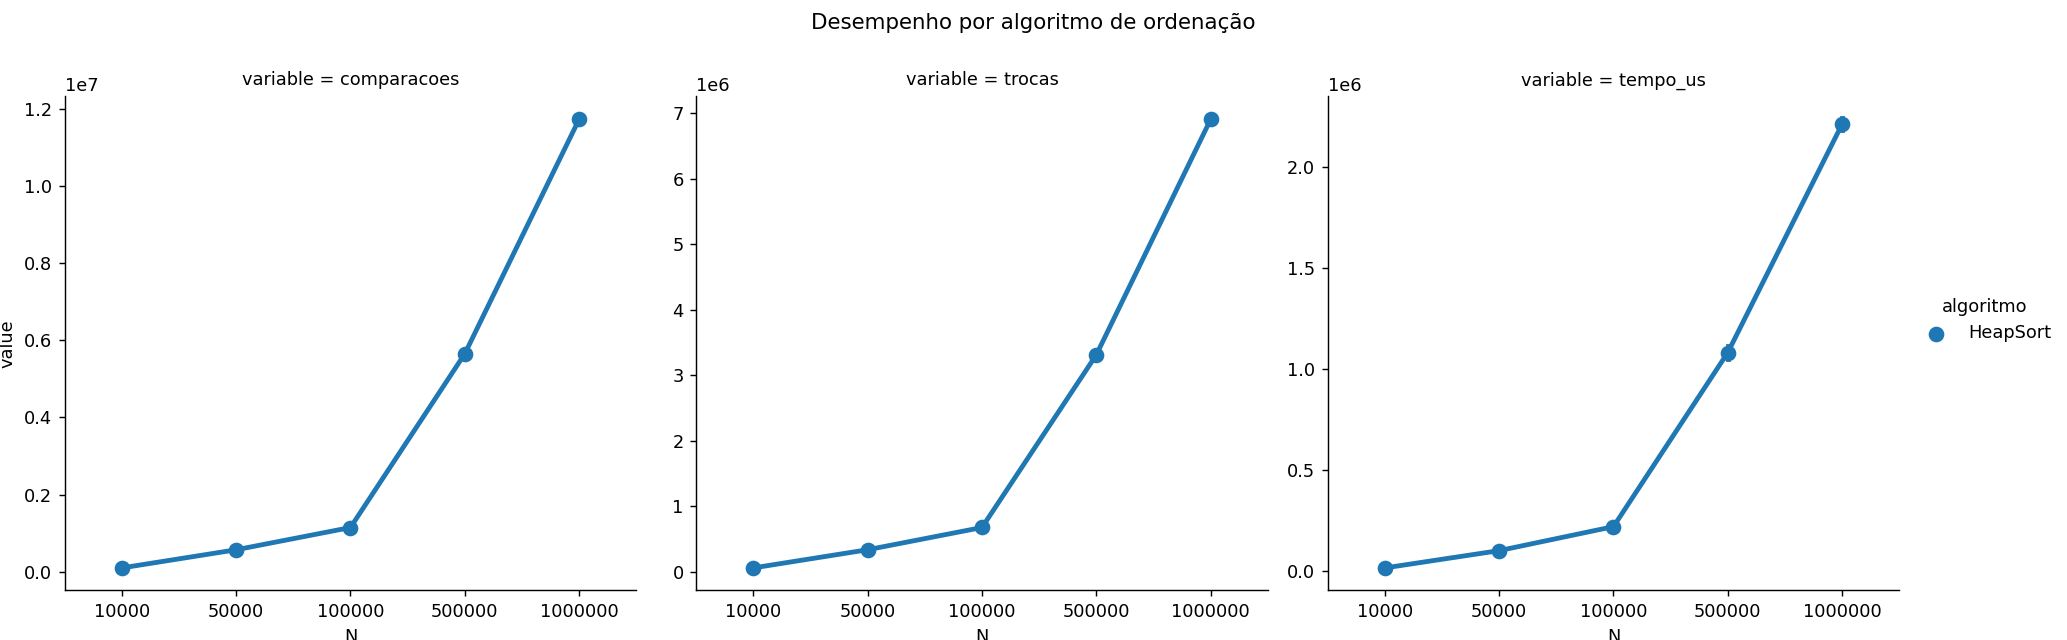 Desempenho por algoritmo de ordenação
variable = comparacoes
1e7
1.2
1.0
0.8
0.6
0.4
0.2
0.0
value
10000 50000 100000 500000 1000000
N
variable = trocas
1e6
7
6
5
4
3
2
1
0
10000 50000 100000 500000 1000000
N
variable = tempo_us
1e6
2.0
1.5
1.0
0.5
0.0
10000 50000 100000 500000 1000000
N
algoritmo
HeapSort